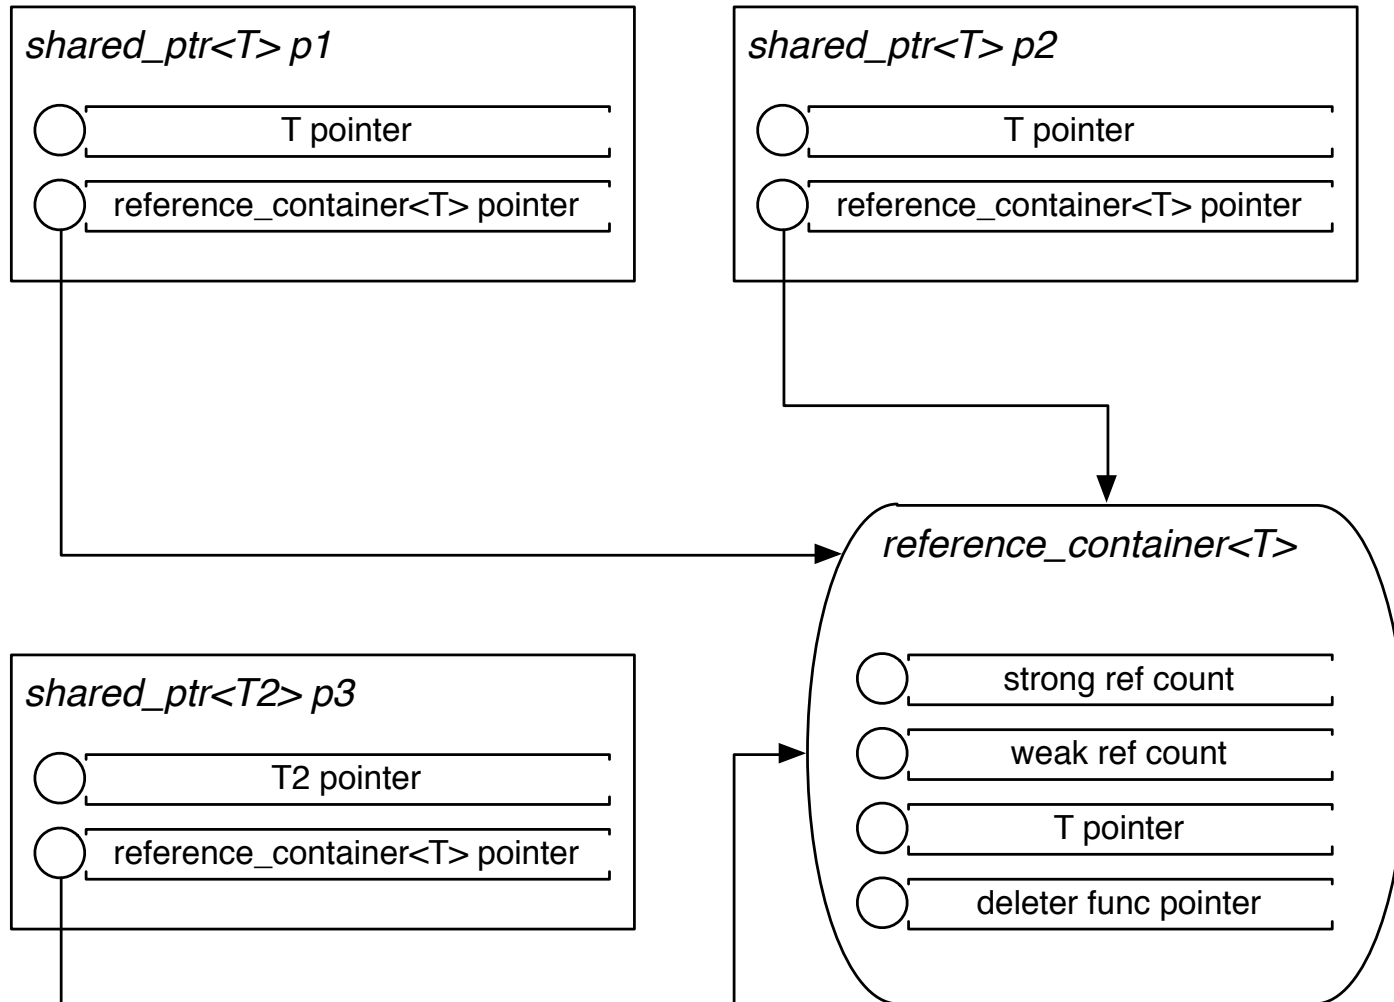 shared_ptr<T> p1
T pointer
reference_container<T> pointer
shared_ptr<T> p2
T pointer
reference_container<T> pointer
reference_container<T>
strong ref count
weak ref count
T pointer
deleter func pointer
shared_ptr<T2> p3
T2 pointer
reference_container<T> pointer